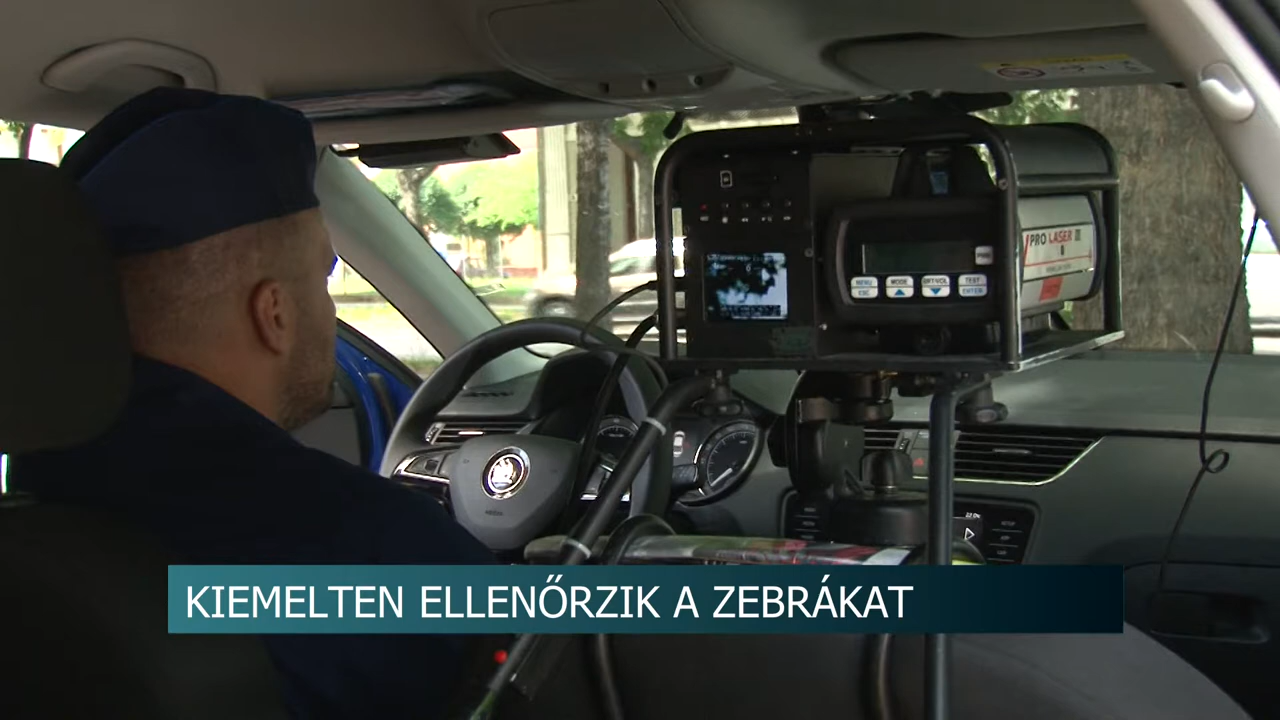 PRO LASER III
MENU
MODE
BRT-VOL
TEST
ESC
ENTER
KIEMELTEN ELLENŐRZIK A ZEBRÁKAT